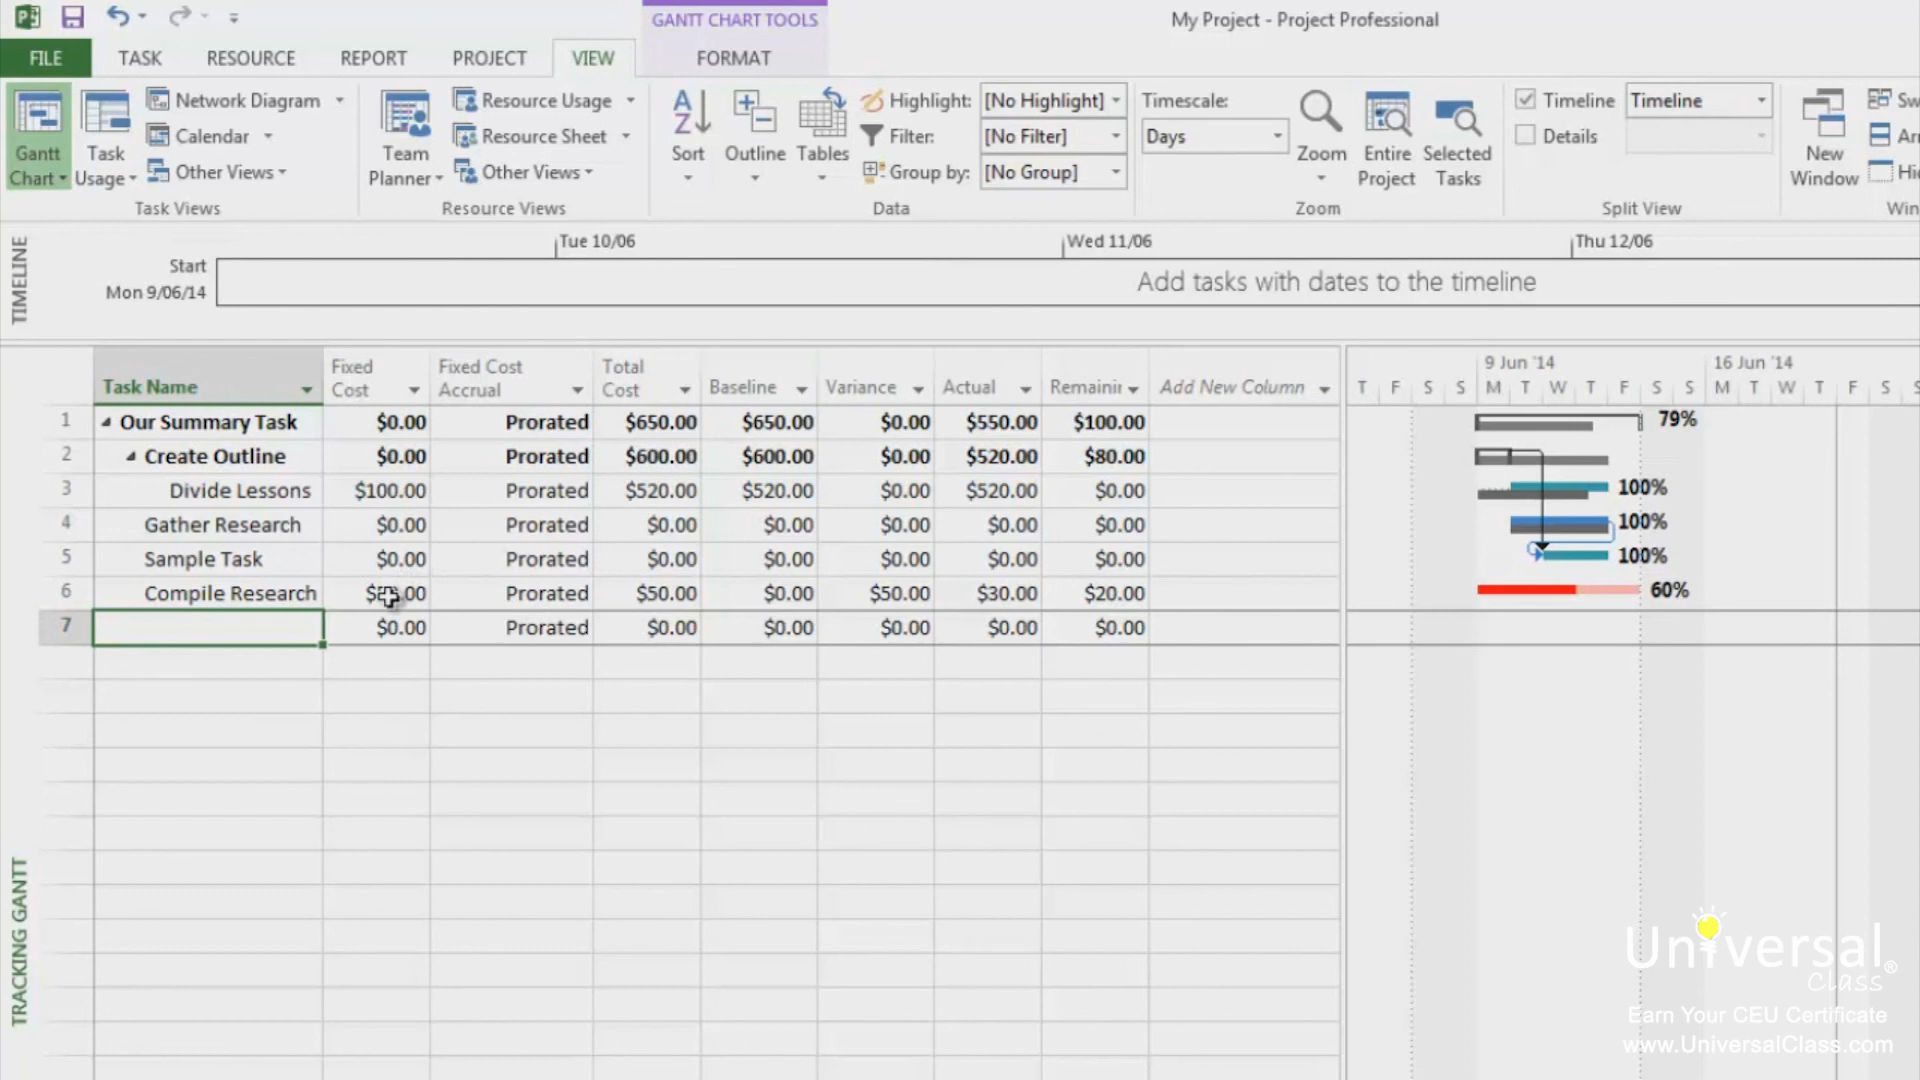 GANTT CHART TOOLS
My Project - Project Professional
FILE TASK RESOURCE REPORT PROJECT VIEW FORMAT
Gantt Chart
Task Usage
Network Diagram
Calendar
Other Views
Task Views
Team Planner
Resource Usage
Resource Sheet
Other Views
Resource Views
Sort
Outline
Tables
Highlight: [No Highlight]
Filter: [No Filter]
Group by: [No Group]
Data
Timescale:
Days
Zoom
Entire Project
Selected Tasks
Zoom
Timeline Timeline
Details
Split View
New Window
TIMELINE
Tue 10/06 Wed 11/06 Thu 12/06
Start
Mon 9/06/14
Add tasks with dates to the timeline
Task Name Fixed Cost Fixed Cost Accrual Total Cost Baseline Variance Actual Remainin Add New Column
9 Jun '14 16 Jun '14
T F S S M T W T F S S M T W T F S S
1 Our Summary Task $0.00 Prorated $650.00 $650.00 $0.00 $550.00 $100.00 79%
2 Create Outline $0.00 Prorated $600.00 $600.00 $0.00 $520.00 $80.00
3 Divide Lessons $100.00 Prorated $520.00 $520.00 $0.00 $520.00 $0.00 100%
4 Gather Research $0.00 Prorated $0.00 $0.00 $0.00 $0.00 $0.00 100%
5 Sample Task $0.00 Prorated $0.00 $0.00 $0.00 $0.00 $0.00 100%
6 Compile Research Prorated $50.00 $0.00 $50.00 $30.00 $20.00 60%
7 $0.00 Prorated $0.00 $0.00 $0.00 $0.00 $0.00
TRACKING GANTT
Universal
Class®
Earn Your CEU Certificate
www.UniversalClass.com